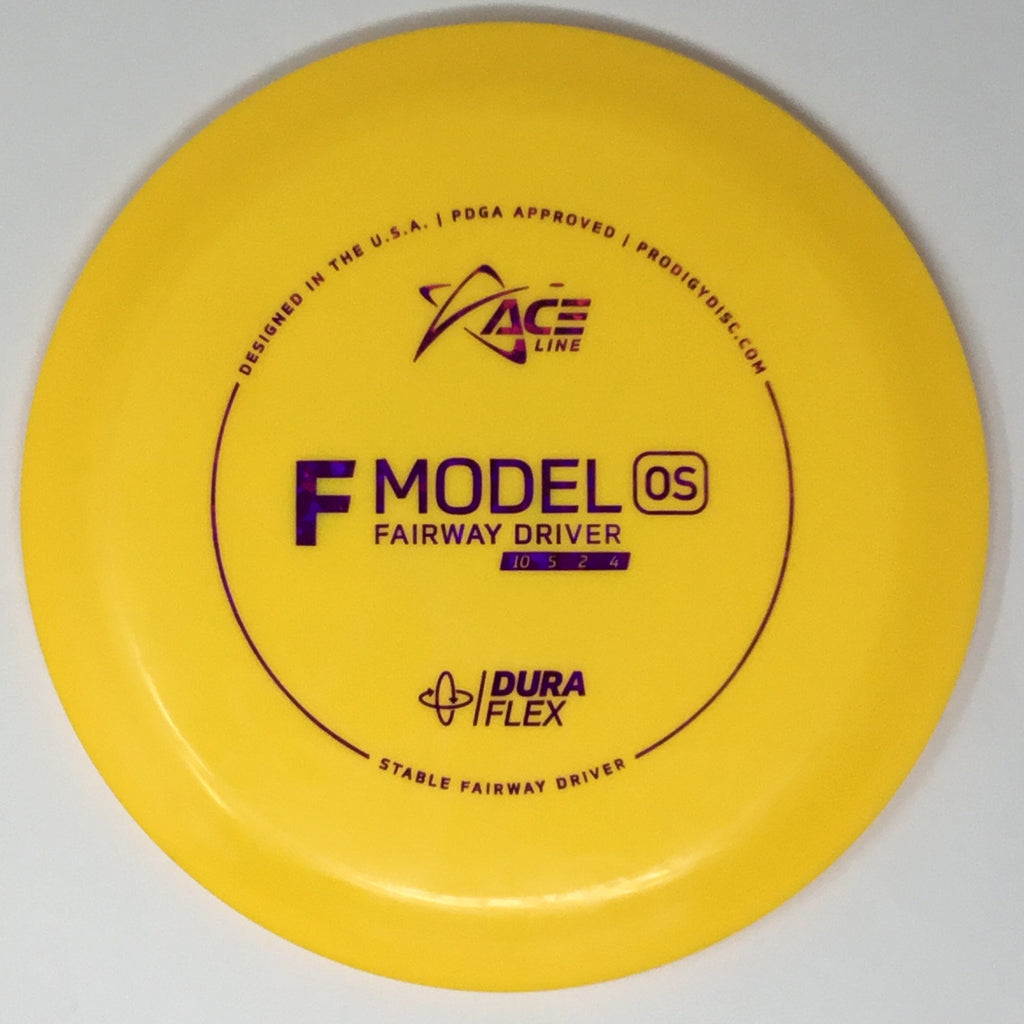 DESIGNED IN THE U.S.A. | PDGA APPROVED | PRODIGYDISC.COM
ACE
LINE
F MODEL OS
FAIRWAY DRIVER
10 5 2 4
DURA
FLEX
STABLE FAIRWAY DRIVER